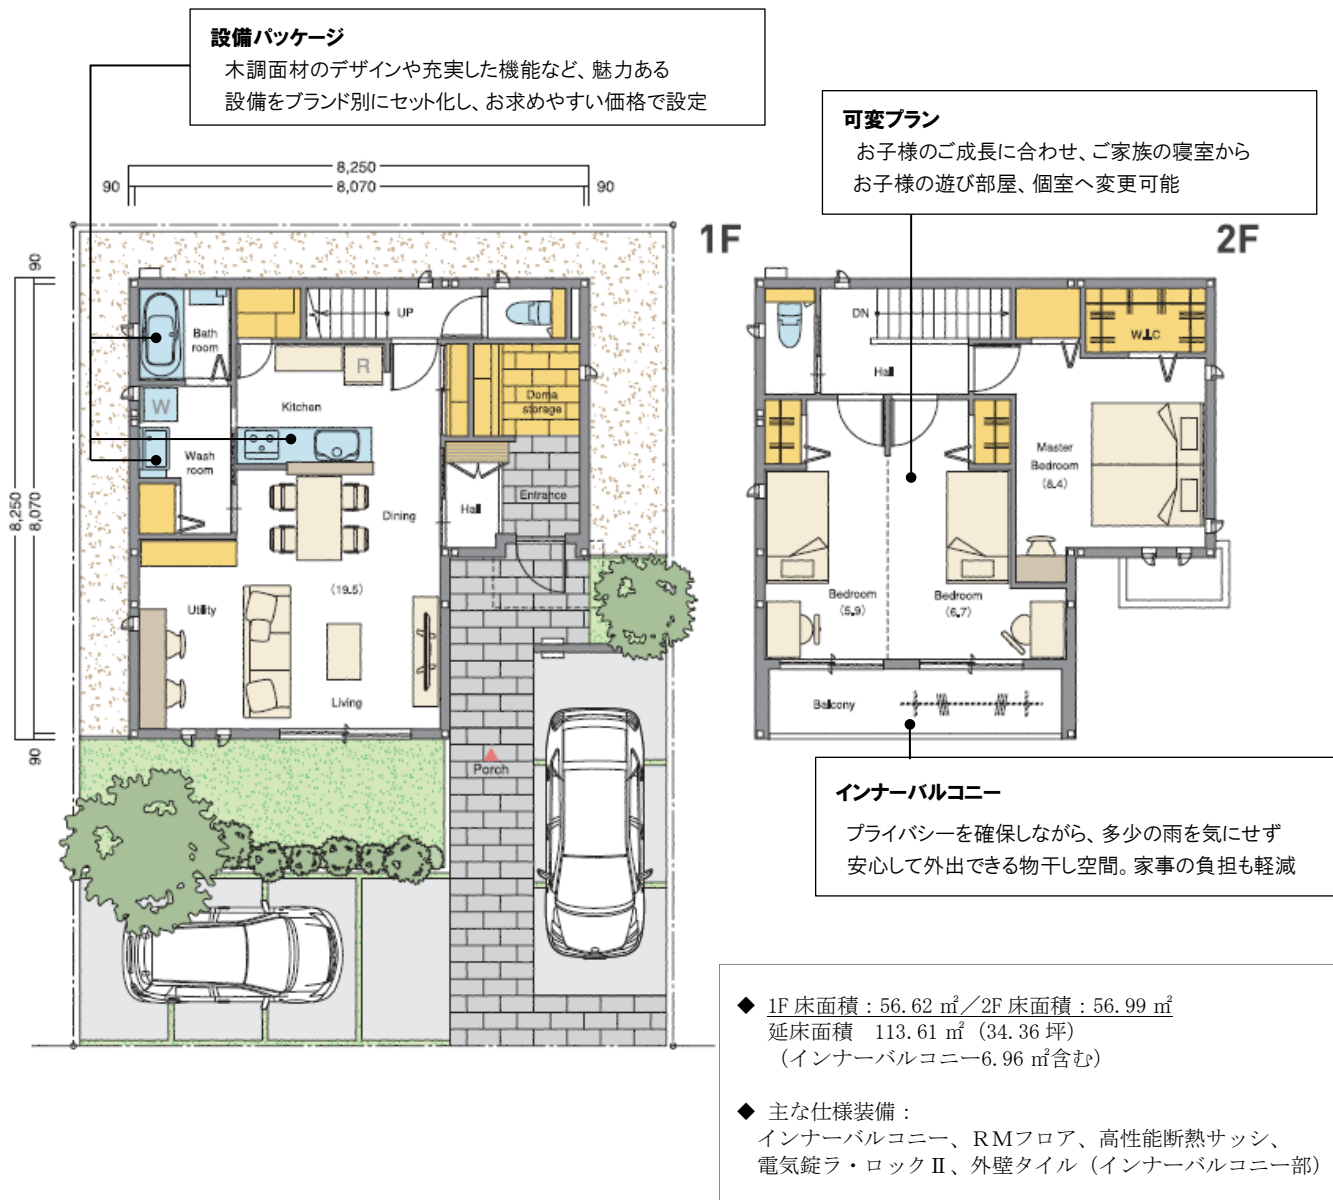 設備パッケージ
木調面材のデザインや充実した機能など、魅力ある
設備をブランド別にセット化し、お求めやすい価格で設定
可変プラン
お子様のご成長に合わせ、ご家族の寝室から
お子様の遊び部屋、個室へ変更可能
8,250
90 8,070 90
1F
2F
90
8,250
8,070
90
Bath
room
UP
R
Kitchen
Doma
storage
W
Wash
room
Dining
Hall
Entrance
(19.5)
Utility
Living
Porch
DN
W.I.C
Hall
Master
Bedroom
(8.4)
Bedroom
(5.9)
Bedroom
(6.7)
Balcony
インナーバルコニー
プライバシーを確保しながら、多少の雨を気にせず
安心して外出できる物干し空間。家事の負担も軽減
◆ 1F 床面積：56.62 ㎡／2F 床面積：56.99 ㎡
延床面積　113.61 ㎡（34.36 坪）
（インナーバルコニー6.96 ㎡含む）
◆ 主な仕様装備：
インナーバルコニー、ＲＭフロア、高性能断熱サッシ、
電気錠ラ・ロックⅡ、外壁タイル（インナーバルコニー部）